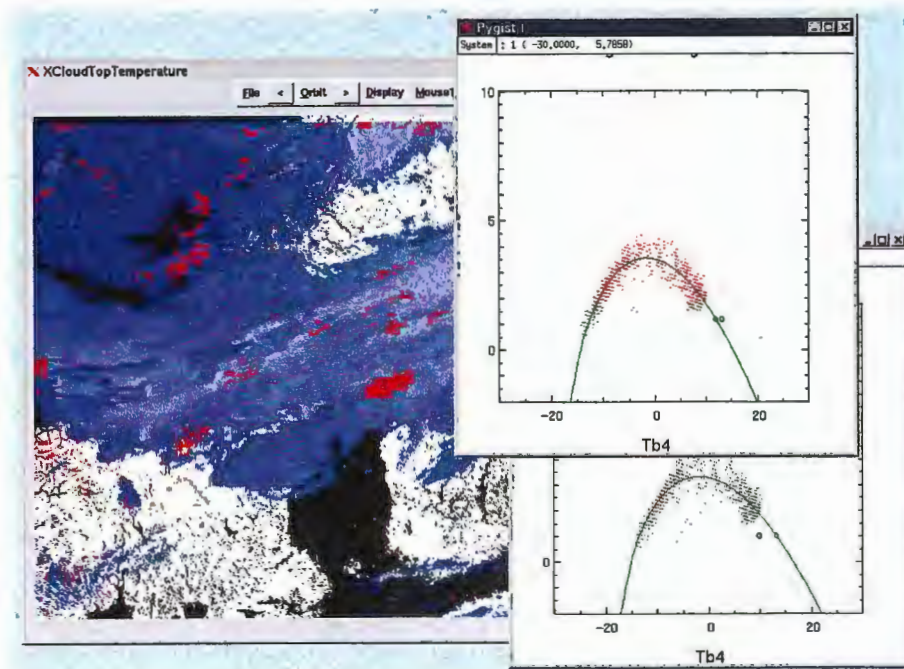 Pygist 1
System : 1 ( -30.0000, 5.7858)
XCloudTopTemperature
File < Orbit > Display Mouse1
10
5
0
-20 0 20
Tb4
0
-20 0 20
Tb4